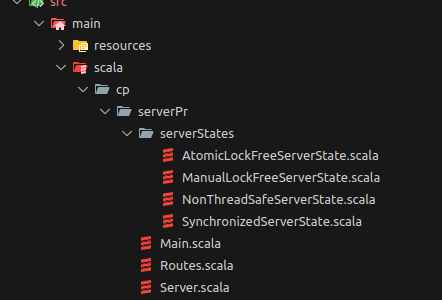 src
main
resources
scala
cp
serverPr
serverStates
AtomicLockFreeServerState.scala
ManualLockFreeServerState.scala
NonThreadSafeServerState.scala
SynchronizedServerState.scala
Main.scala
Routes.scala
Server.scala